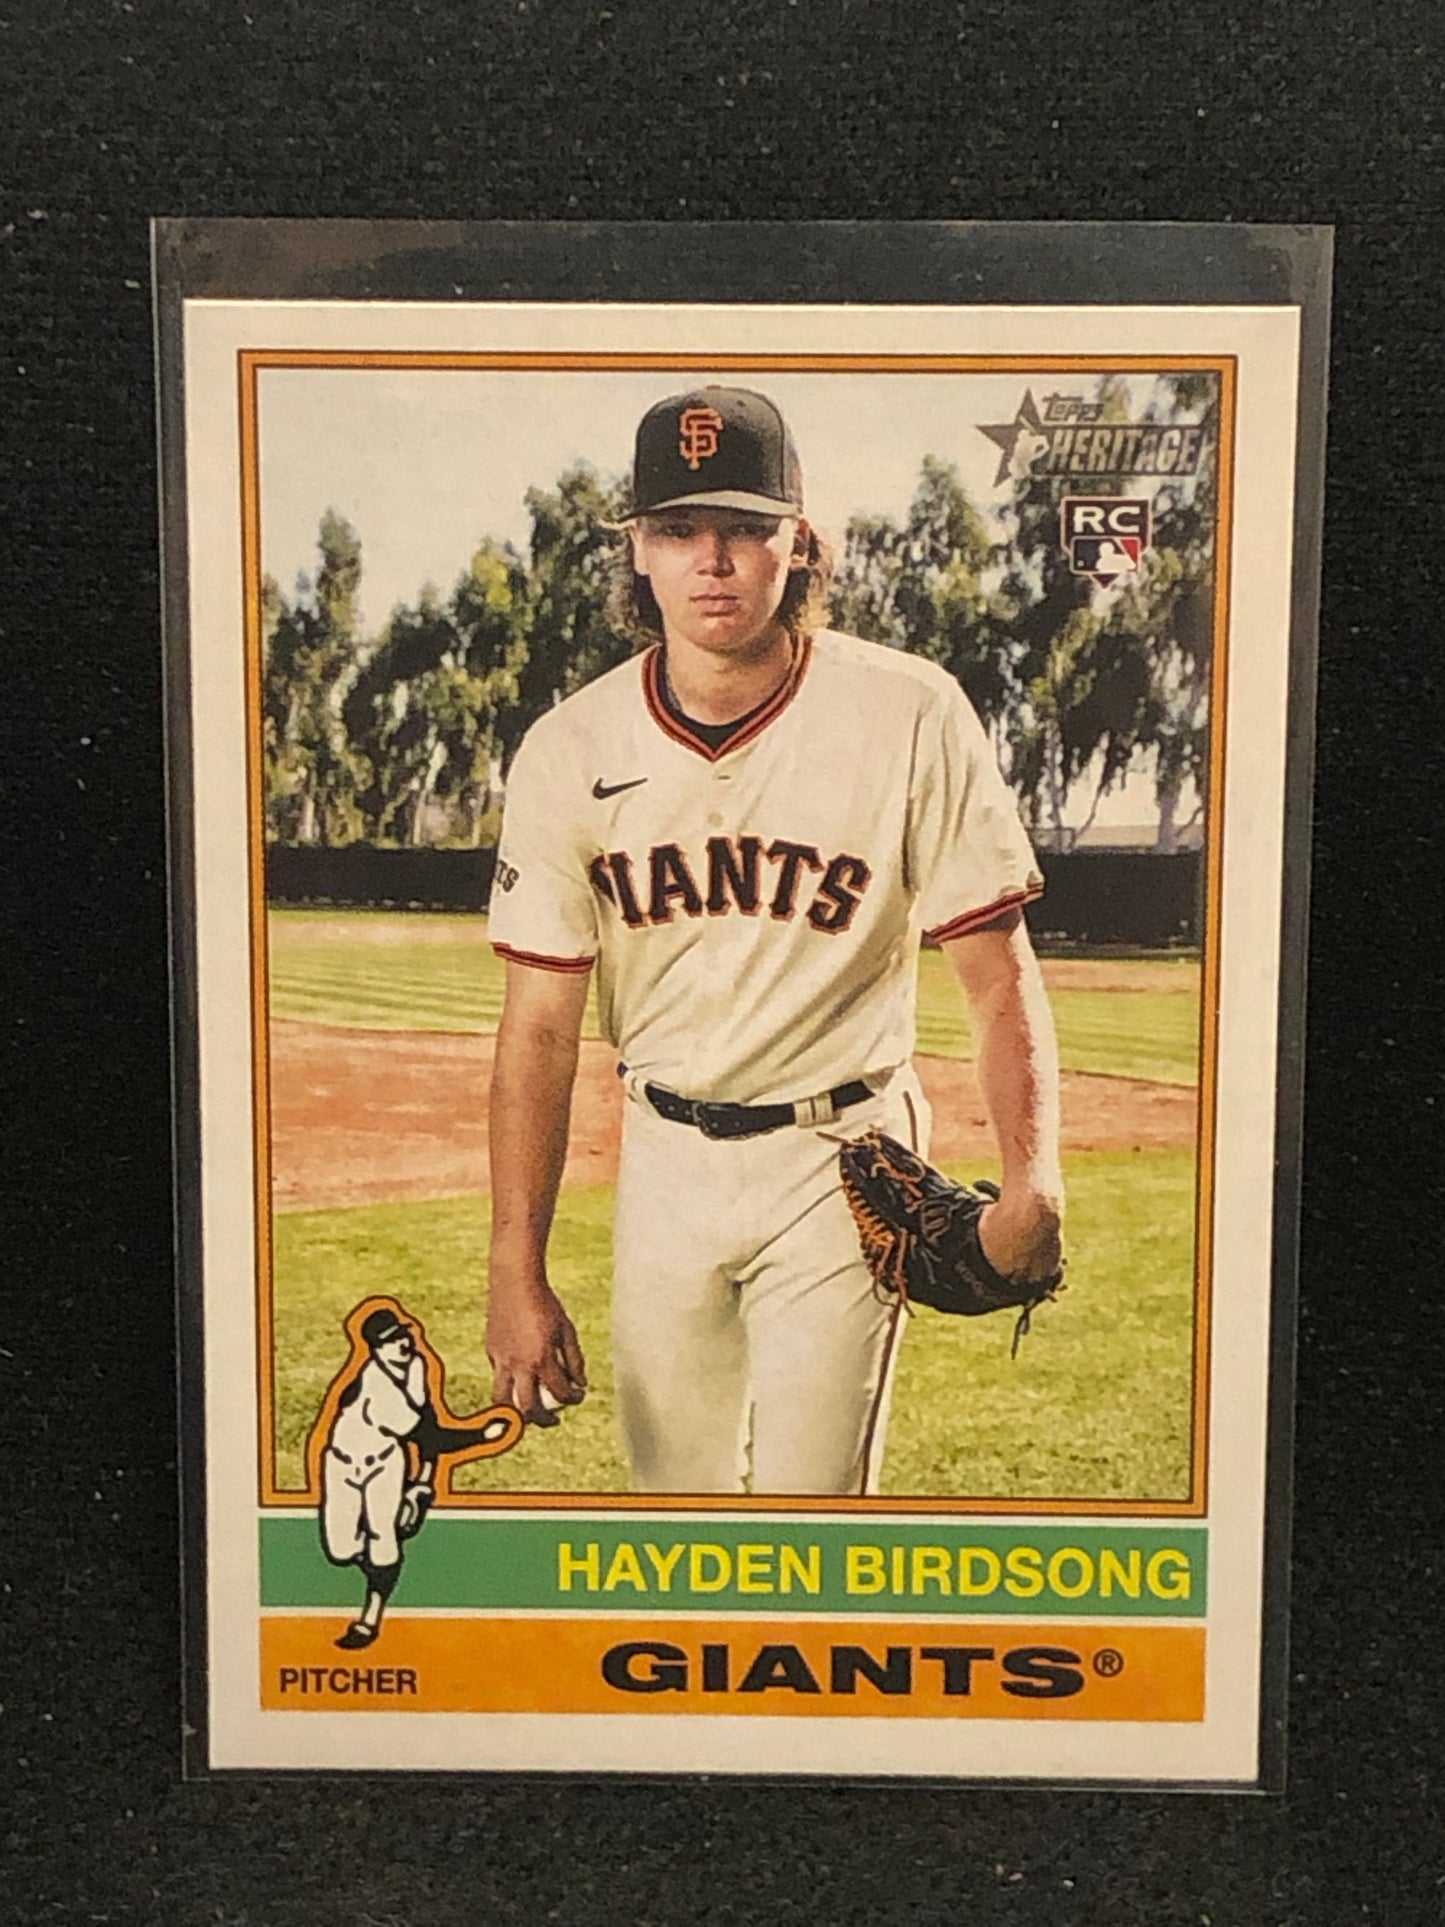 SF
TOPPS
HERITAGE
RC
GIANTS
HAYDEN BIRDSONG
GIANTS®
PITCHER